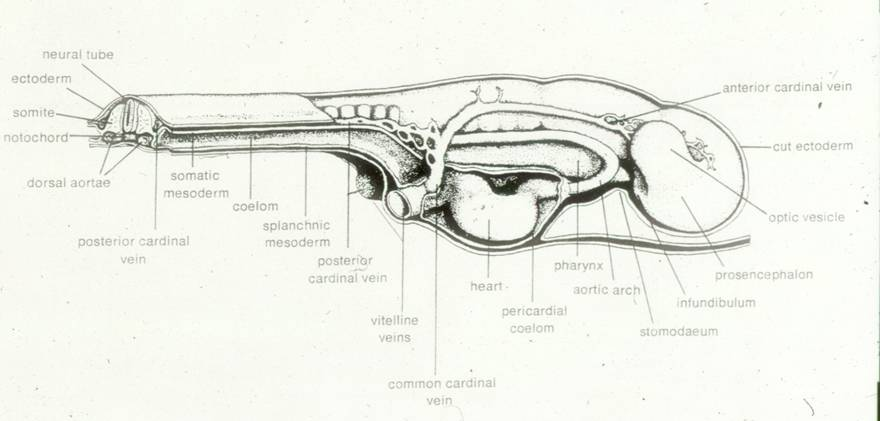 neural tube
ectoderm
somite
notochord
dorsal aortae
somatic
mesoderm
coelom
posterior cardinal
vein
splanchnic
mesoderm
posterior
cardinal vein
vitelline
veins
common cardinal
vein
heart
pericardial
coelom
pharynx
aortic arch
stomodaeum
infundibulum
prosencephalon
optic vesicle
cut ectoderm
anterior cardinal vein